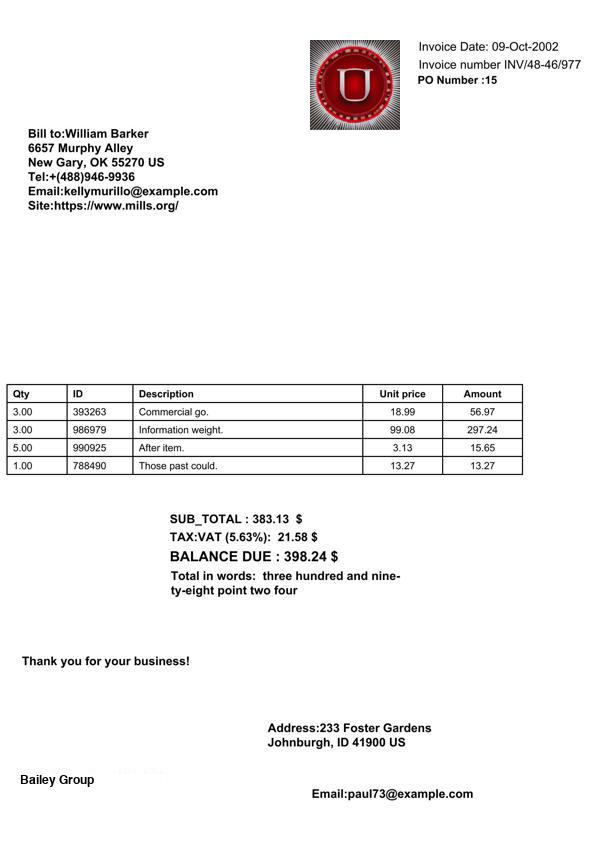 Invoice Date: 09-Oct-2002
Invoice number INV/48-46/977
PO Number :15
U
Bill to:William Barker
6657 Murphy Alley
New Gary, OK 55270 US
Tel:+(488)946-9936
Email:kellymurillo@example.com
Site:https://www.mills.org/
Qty ID Description Unit price Amount
3.00 393263 Commercial go. 18.99 56.97
3.00 986979 Information weight. 99.08 297.24
5.00 990925 After item. 3.13 15.65
1.00 788490 Those past could. 13.27 13.27
SUB_TOTAL : 383.13 $
TAX:VAT (5.63%): 21.58 $
BALANCE DUE : 398.24 $
Total in words: three hundred and nine-
ty-eight point two four
Thank you for your business!
Address:233 Foster Gardens
Johnburgh, ID 41900 US
Bailey Group
Email:paul73@example.com